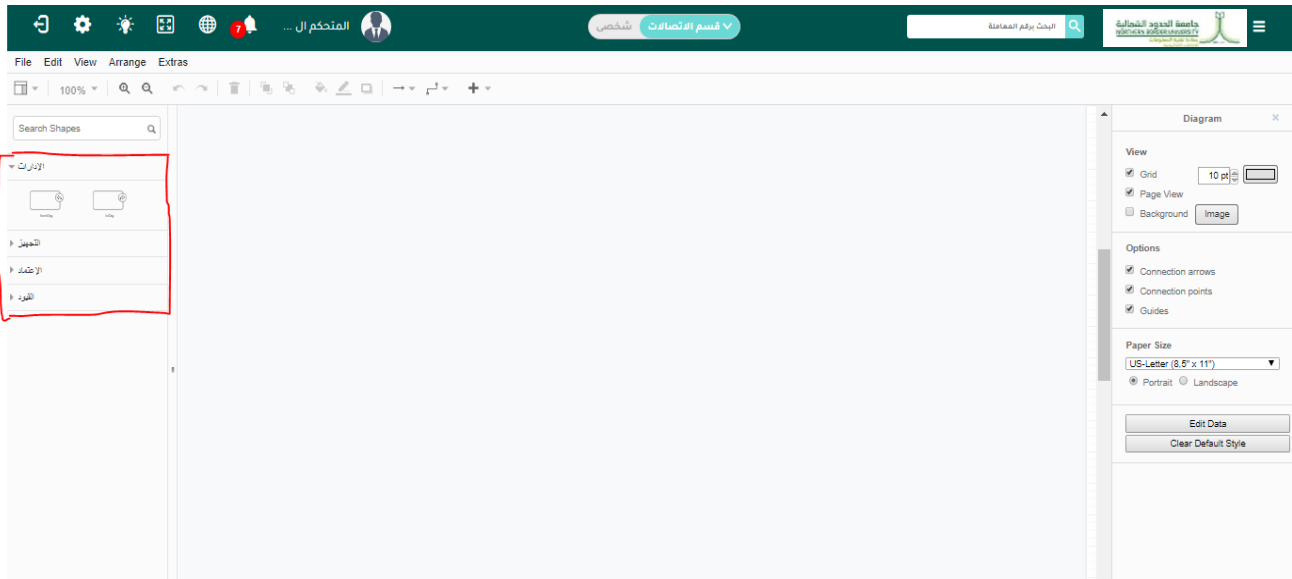 المتحكم ال ...
7
قسم الاتصالات
شخصي
البحث برقم المعاملة
جامعة الحدود الشمالية
NORTHERN BORDER UNIVERSITY
File Edit View Arrange Extras
100%
Search Shapes
الإدارات
التجهيز
الإعتماد
القيود
Diagram
View
Grid 10 pt
Page View
Background Image
Options
Connection arrows
Connection points
Guides
Paper Size
US-Letter (8,5" x 11")
Portrait Landscape
Edit Data
Clear Default Style